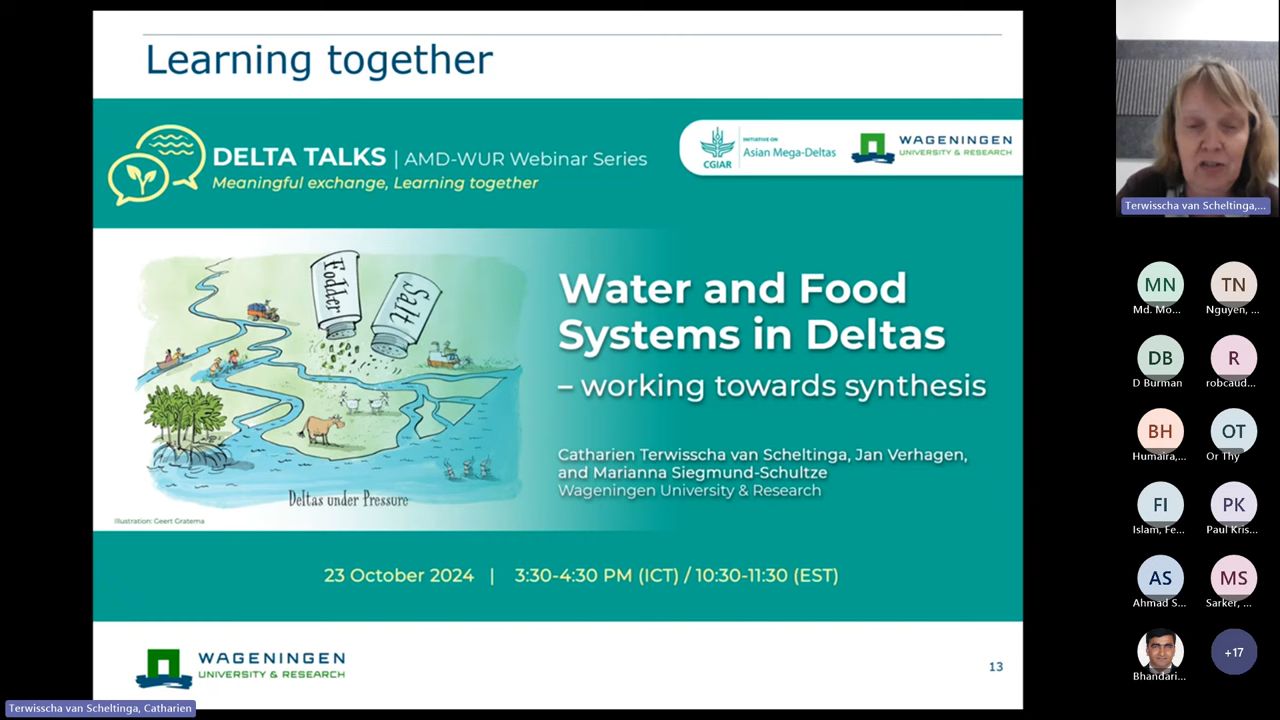 Learning together
DELTA TALKS | AMD-WUR Webinar Series
Meaningful exchange, Learning together
CGIAR
INITIATIVE ON
Asian Mega-Deltas
WAGENINGEN
UNIVERSITY & RESEARCH
Fodder
Salt
Deltas under Pressure
Illustration: Geert Gratema
Water and Food
Systems in Deltas
– working towards synthesis
Catharien Terwisscha van Scheltinga, Jan Verhagen,
and Marianna Siegmund-Schultze
Wageningen University & Research
23 October 2024 | 3:30-4:30 PM (ICT) / 10:30-11:30 (EST)
WAGENINGEN
UNIVERSITY & RESEARCH
13
Terwisscha van Scheltinga, Catharien
Terwisscha van Scheltinga,...
MN
Md. Mo...
TN
Nguyen, ...
DB
D Burman
R
robcaud...
BH
Humaira,...
OT
Or Thy
FI
Islam, Fe...
PK
Paul Kris...
AS
Ahmad S...
MS
Sarker, ...
Bhandari...
+17